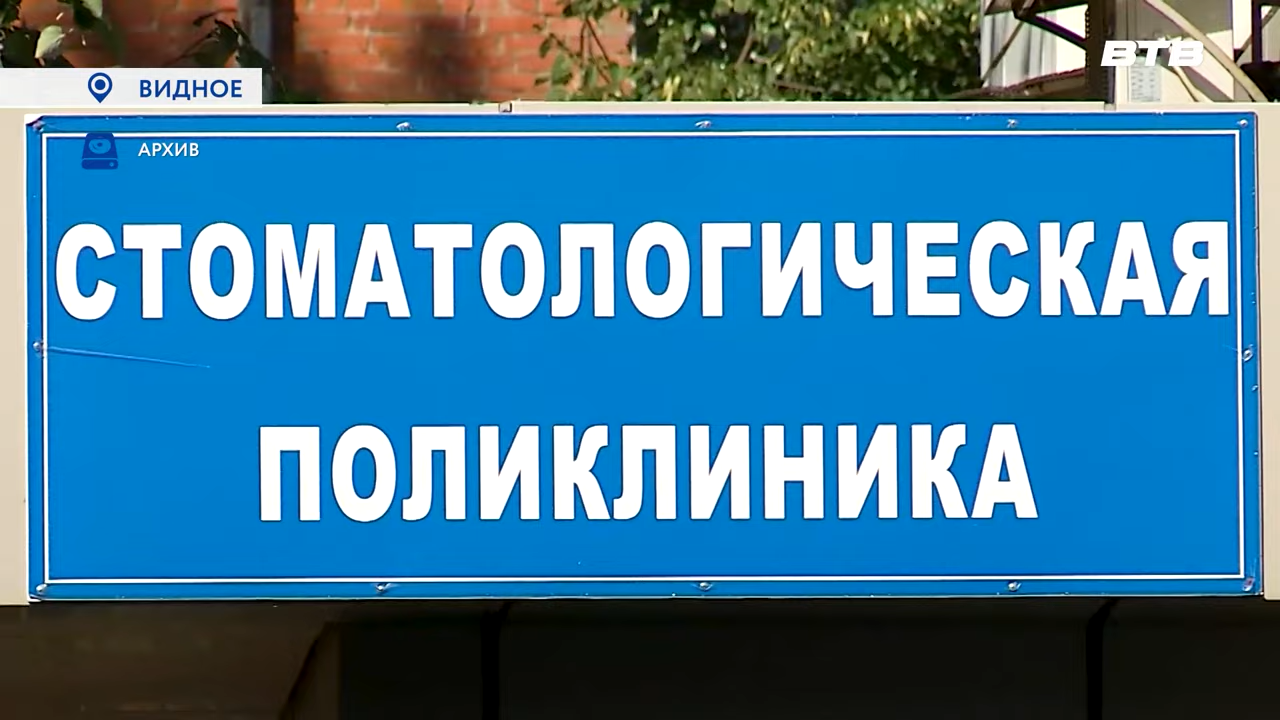 ВТВ
ВИДНОЕ
АРХИВ
СТОМАТОЛОГИЧЕСКАЯ
ПОЛИКЛИНИКА